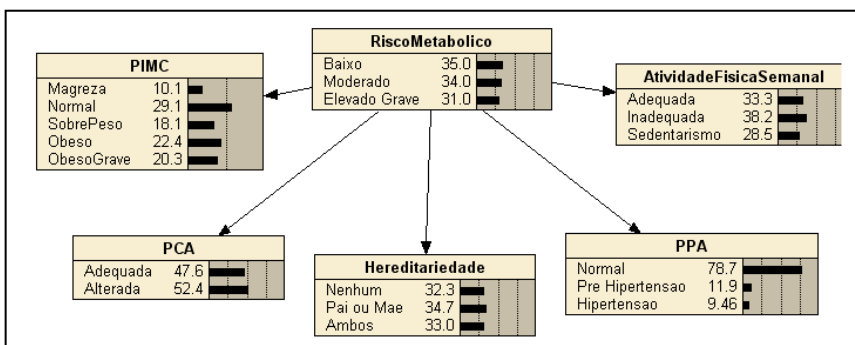 RiscoMetabolico
Baixo 35.0
Moderado 34.0
Elevado Grave 31.0
PIMC
Magreza 10.1
Normal 29.1
SobrePeso 18.1
Obeso 22.4
ObesoGrave 20.3
AtividadeFisicaSemanal
Adequada 33.3
Inadequada 38.2
Sedentarismo 28.5
PCA
Adequada 47.6
Alterada 52.4
Hereditariedade
Nenhum 32.3
Pai ou Mae 34.7
Ambos 33.0
PPA
Normal 78.7
Pre Hipertensao 11.9
Hipertensao 9.46